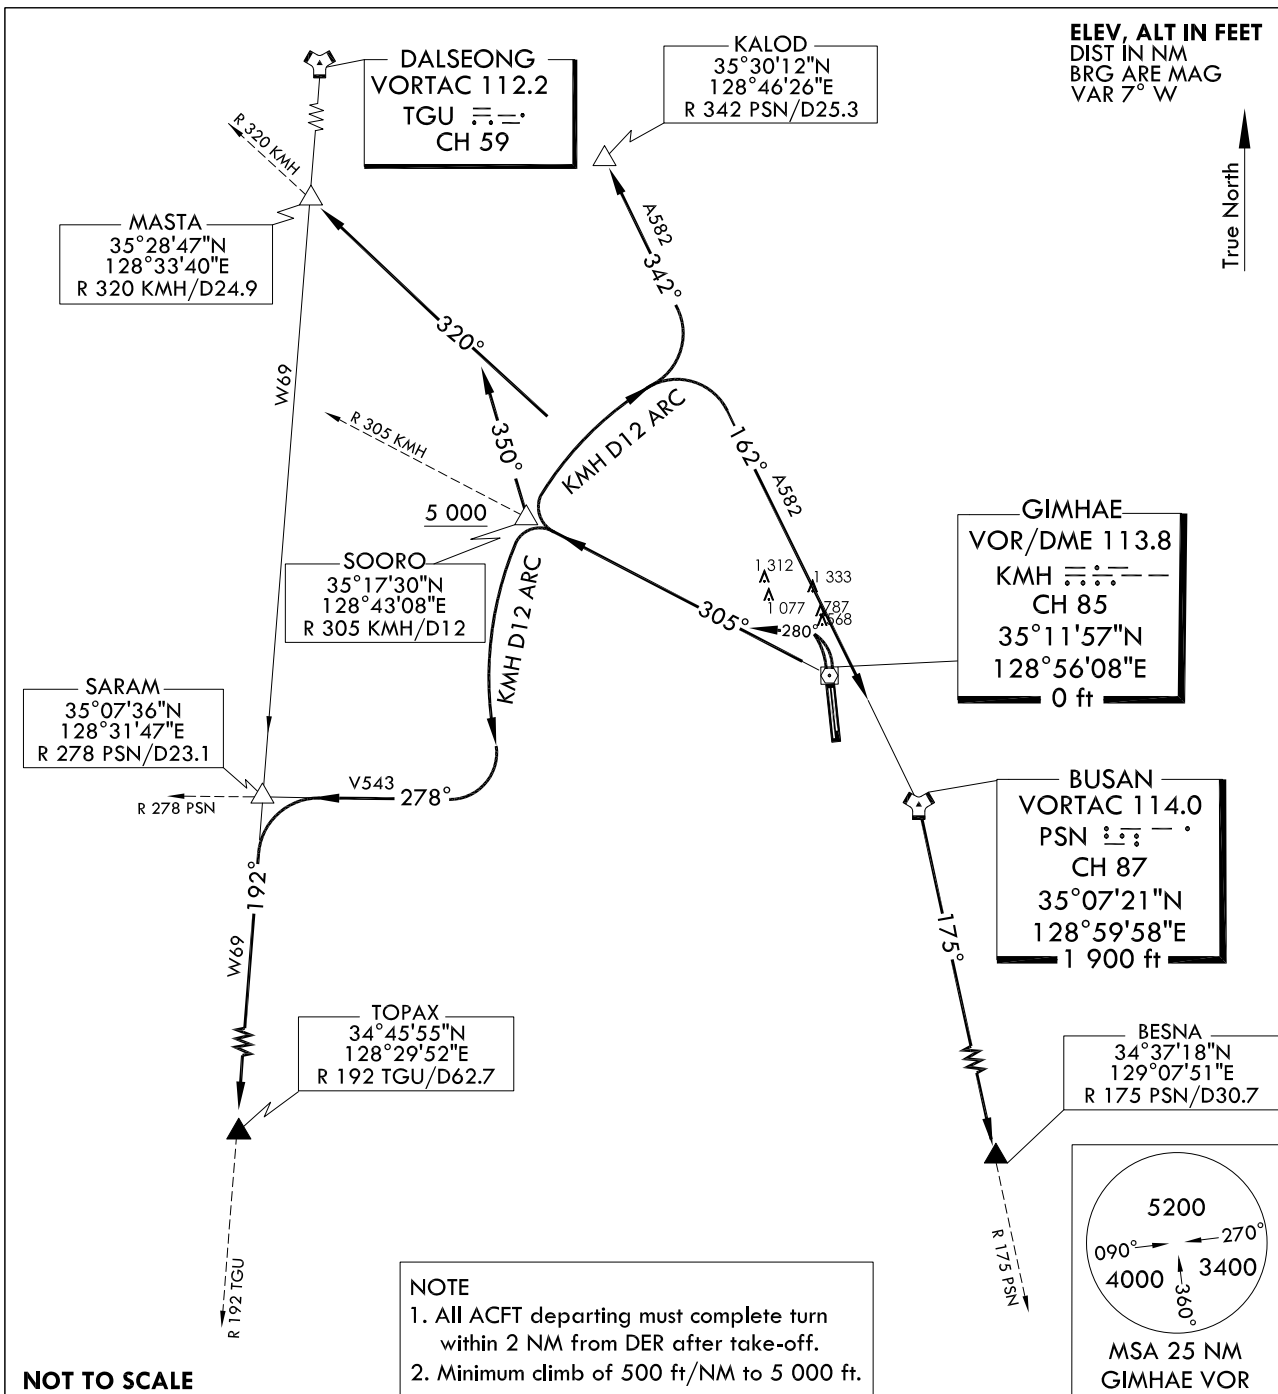 ELEV, ALT IN FEET
DIST IN NM
BRG ARE MAG
VAR 7° W
True North
DALSEONG
VORTAC 112.2
TGU
CH 59
KALOD
35°30'12"N
128°46'26"E
R 342 PSN/D25.3
R 320 KMH
MASTA
35°28'47"N
128°33'40"E
R 320 KMH/D24.9
A582
342°
320°
W69
R 305 KMH
350°
KMH D12 ARC
162°
A582
5 000
SOORO
35°17'30"N
128°43'08"E
R 305 KMH/D12
KMH D12 ARC
305°
1 312
1 333
1 077
787
568
280°
GIMHAE
VOR/DME 113.8
KMH
CH 85
35°11'57"N
128°56'08"E
0 ft
SARAM
35°07'36"N
128°31'47"E
R 278 PSN/D23.1
R 278 PSN
V543
278°
BUSAN
VORTAC 114.0
PSN
CH 87
35°07'21"N
128°59'58"E
1 900 ft
192°
W69
175°
TOPAX
34°45'55"N
128°29'52"E
R 192 TGU/D62.7
BESNA
34°37'18"N
129°07'51"E
R 175 PSN/D30.7
R 192 TGU
R 175 PSN
5200
090°
270°
4000
3400
360°
MSA 25 NM
GIMHAE VOR
NOTE
1. All ACFT departing must complete turn
within 2 NM from DER after take-off.
2. Minimum climb of 500 ft/NM to 5 000 ft.
NOT TO SCALE